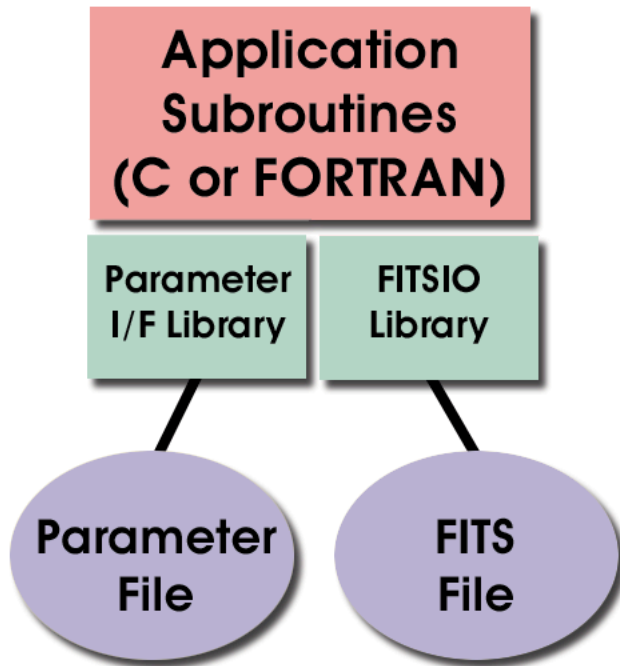 Application
Subroutines
(C or FORTRAN)
Parameter
I/F Library
FITSIO
Library
Parameter
File
FITS
File